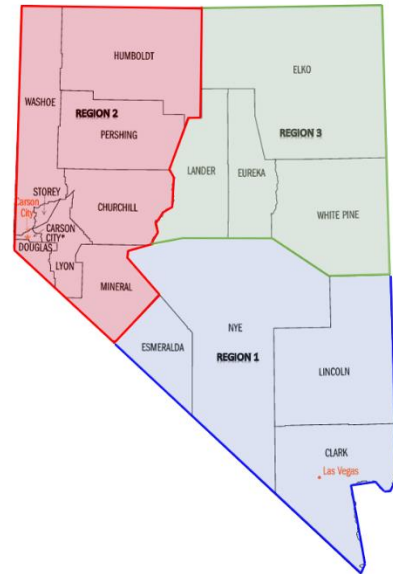 HUMBOLDT
ELKO
WASHOE
REGION 2
PERSHING
REGION 3
LANDER
EUREKA
STOREY
Carson
City
CHURCHILL
WHITE PINE
CARSON
CITY*
DOUGLAS
LYON
MINERAL
NYE
ESMERALDA
REGION 1
LINCOLN
CLARK
Las Vegas